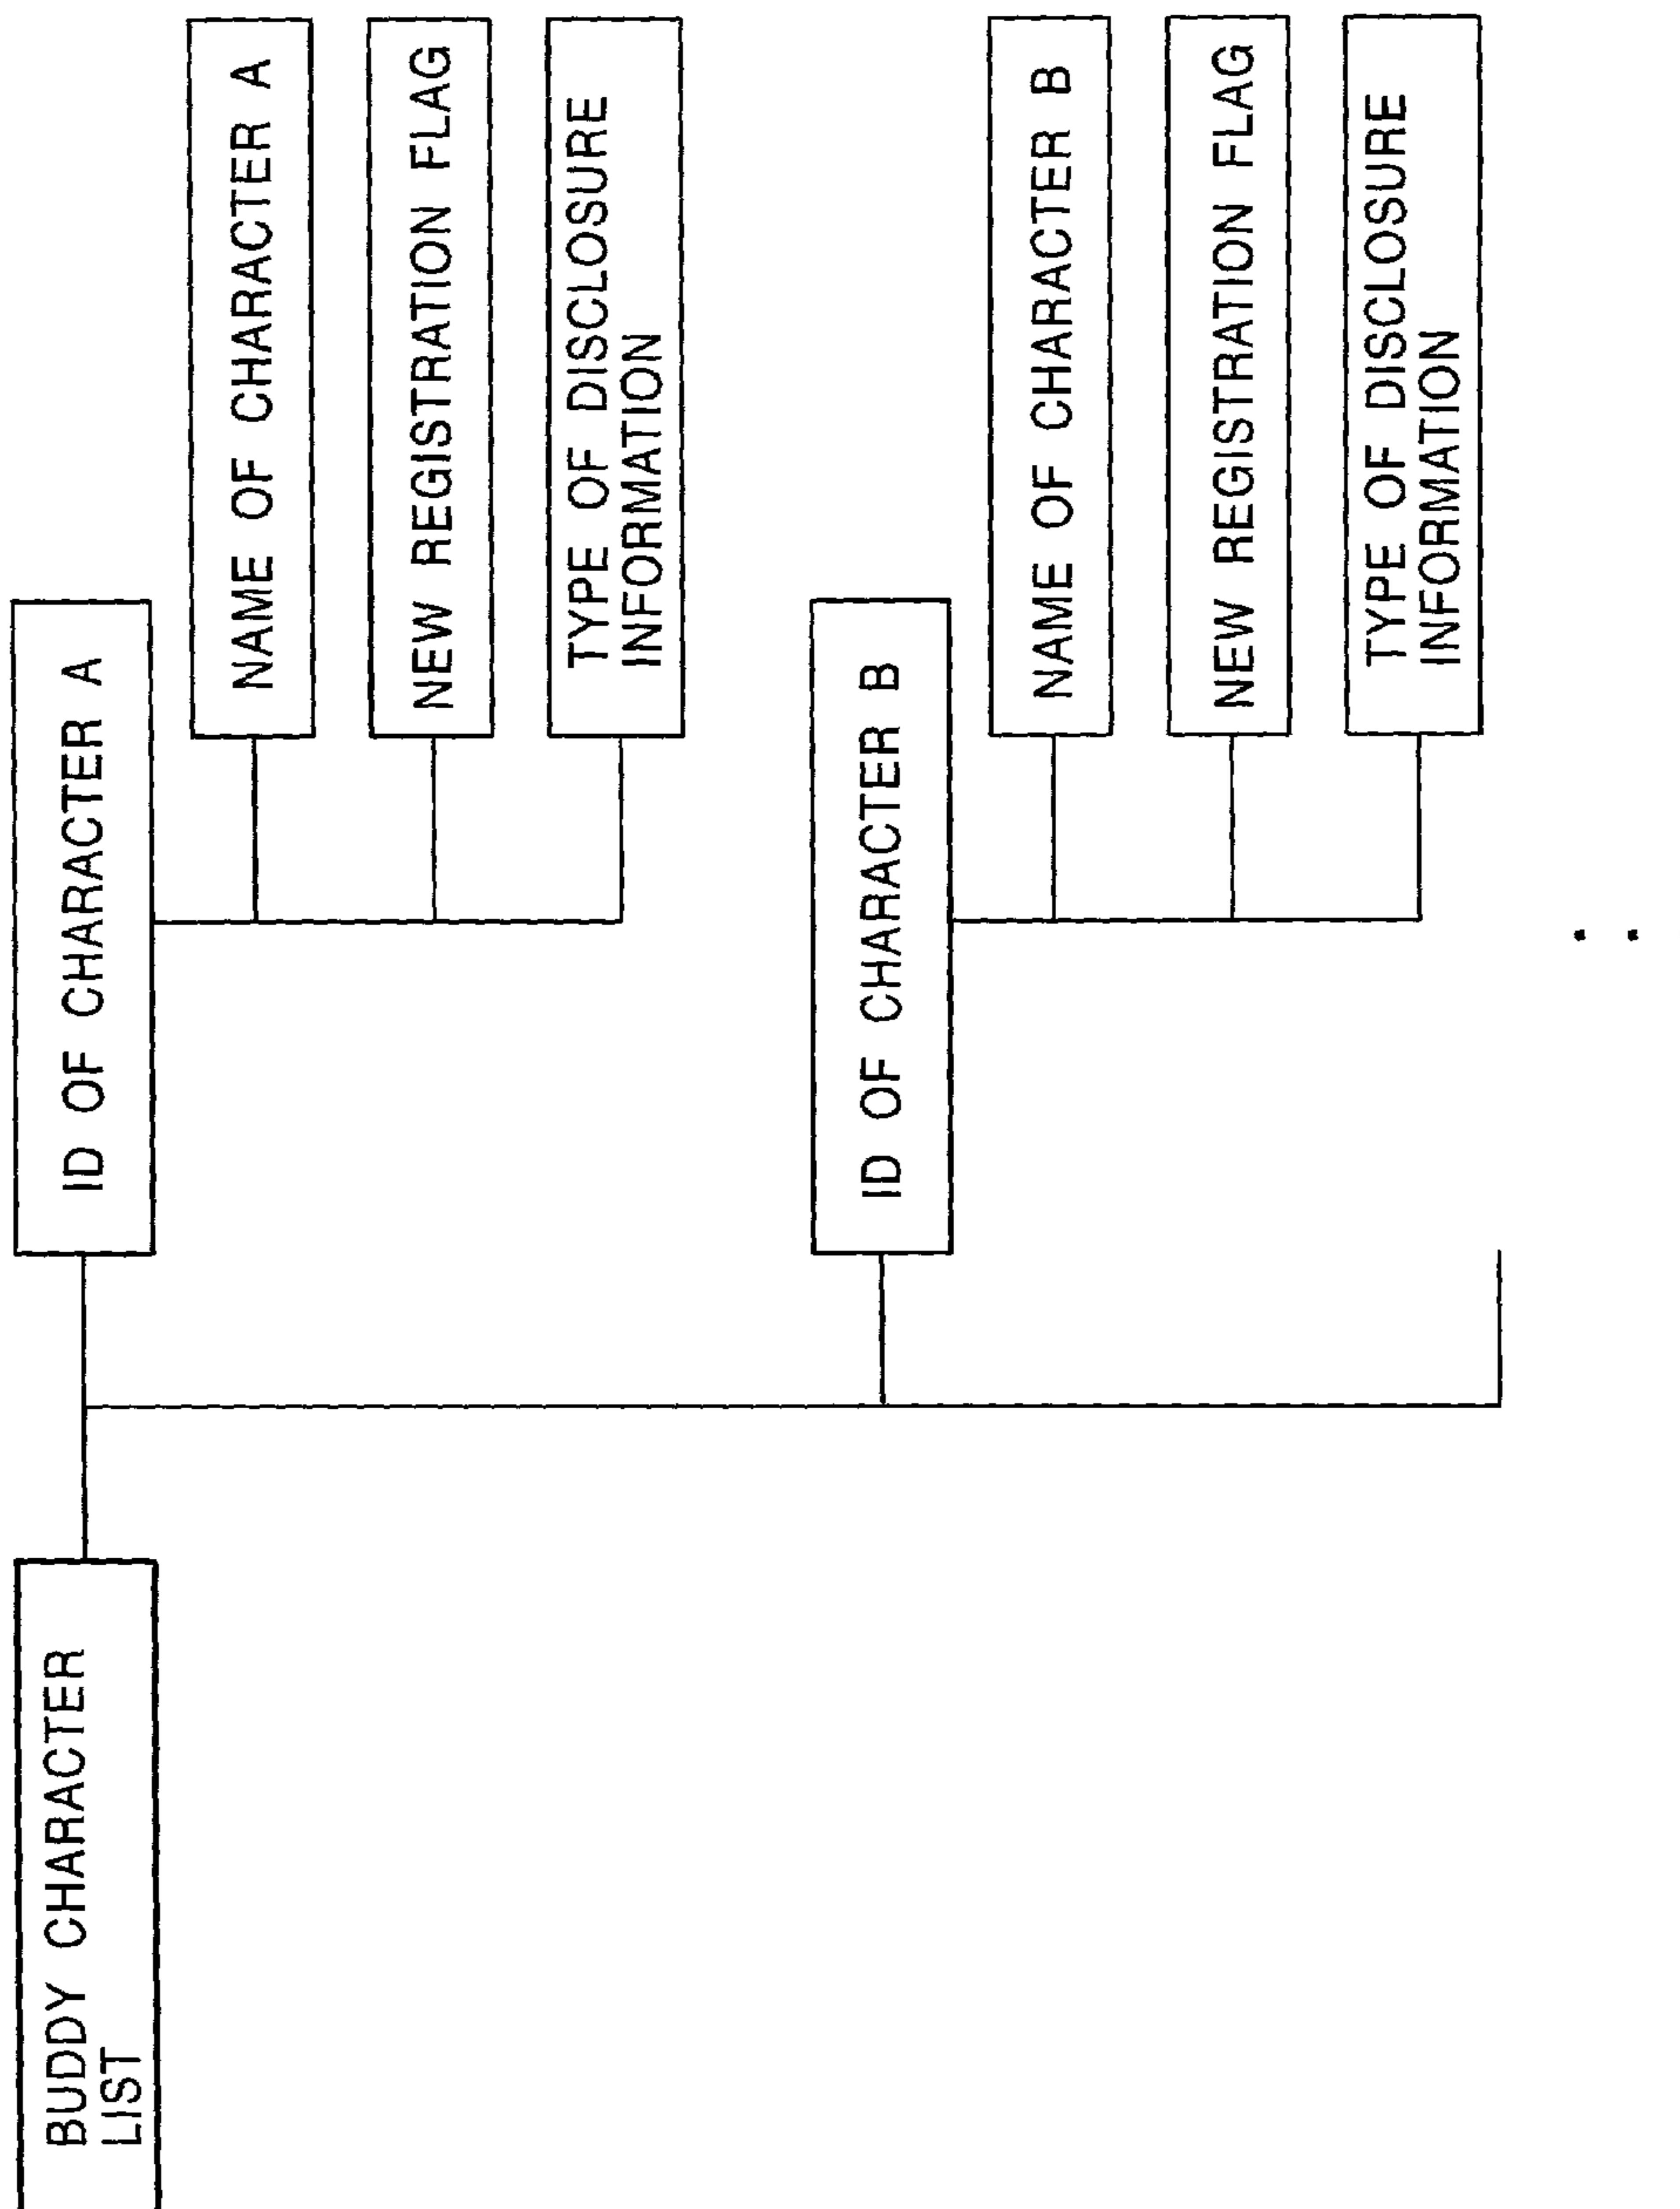 BUDDY CHARACTER
LIST
ID OF CHARACTER A
NAME OF CHARACTER A
NEW REGISTRATION FLAG
TYPE OF DISCLOSURE
INFORMATION
ID OF CHARACTER B
NAME OF CHARACTER B
NEW REGISTRATION FLAG
TYPE OF DISCLOSURE
INFORMATION